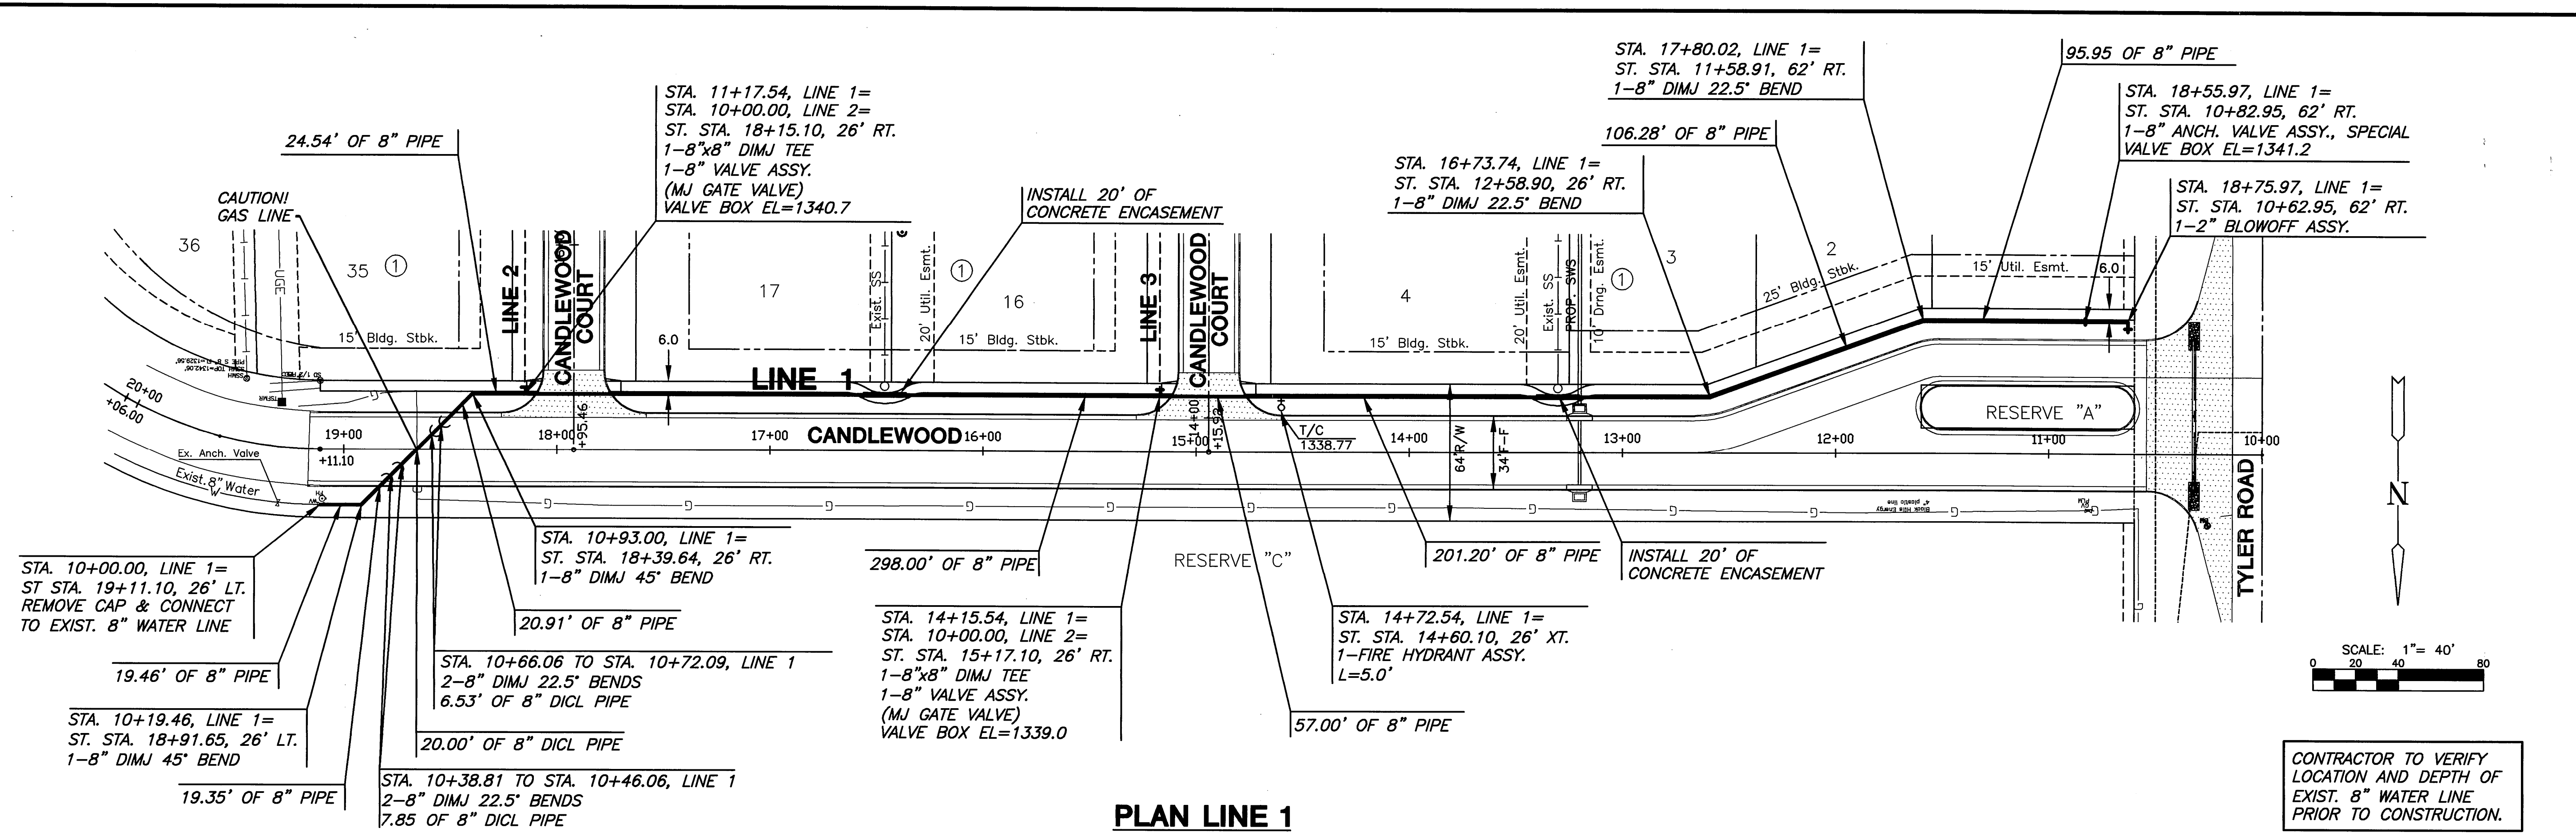 24.54' OF 8" PIPE
CAUTION!
GAS LINE
STA. 11+17.54, LINE 1=
STA. 10+00.00, LINE 2=
ST. STA. 18+15.10, 26' RT.
1-8"x8" DIMJ TEE
1-8" VALVE ASSY.
(MJ GATE VALVE)
VALVE BOX EL=1340.7
INSTALL 20' OF
CONCRETE ENCASEMENT
STA. 16+73.74, LINE 1=
ST. STA. 12+58.90, 26' RT.
1-8" DIMJ 22.5° BEND
STA. 17+80.02, LINE 1=
ST. STA. 11+58.91, 62' RT.
1-8" DIMJ 22.5° BEND
106.28' OF 8" PIPE
95.95 OF 8" PIPE
STA. 18+55.97, LINE 1=
ST. STA. 10+82.95, 62' RT.
1-8" ANCH. VALVE ASSY., SPECIAL
VALVE BOX EL=1341.2
STA. 18+75.97, LINE 1=
ST. STA. 10+62.95, 62' RT.
1-2" BLOWOFF ASSY.
36
UGE
35
1
15' Bldg. Stbk.
LINE 2
CANDLEWOOD
COURT
6.0
17
Exist. SS
20' Util. Esmt.
1
16
15' Bldg. Stbk.
LINE 3
CANDLEWOOD
COURT
4
15' Bldg. Stbk.
20' Util. Esmt.
Exist. SS
PROP. SWS
10' Drng. Esmt.
1
3
2
25' Bldg. Stbk.
15' Util. Esmt.
6.0
SSMH
TSFMR
LINE 1
20+00
+06.00
19+00
+11.10
18+00
+95.46
17+00
CANDLEWOOD
16+00
15+00
14+00
+15.92
T/C
1338.77
14+00
64'R/W
34'F-F
13+00
12+00
11+00
10+00
RESERVE "A"
TYLER ROAD
Ex. Anch. Valve
Exist. 8" Water
W
WV
FH
G
G
G
G
G
G
G
G
G
G
G
G
Black Hills Energy
4" plastic line
N
STA. 10+00.00, LINE 1=
ST STA. 19+11.10, 26' LT.
REMOVE CAP & CONNECT
TO EXIST. 8" WATER LINE
19.46' OF 8" PIPE
STA. 10+19.46, LINE 1=
ST. STA. 18+91.65, 26' LT.
1-8" DIMJ 45° BEND
19.35' OF 8" PIPE
STA. 10+38.81 TO STA. 10+46.06, LINE 1
2-8" DIMJ 22.5° BENDS
7.85 OF 8" DICL PIPE
20.00' OF 8" DICL PIPE
STA. 10+66.06 TO STA. 10+72.09, LINE 1
2-8" DIMJ 22.5° BENDS
6.53' OF 8" DICL PIPE
20.91' OF 8" PIPE
STA. 10+93.00, LINE 1=
ST. STA. 18+39.64, 26' RT.
1-8" DIMJ 45° BEND
298.00' OF 8" PIPE
STA. 14+15.54, LINE 1=
STA. 10+00.00, LINE 2=
ST. STA. 15+17.10, 26' RT.
1-8"x8" DIMJ TEE
1-8" VALVE ASSY.
(MJ GATE VALVE)
VALVE BOX EL=1339.0
RESERVE "C"
57.00' OF 8" PIPE
STA. 14+72.54, LINE 1=
ST. STA. 14+60.10, 26' XT.
1-FIRE HYDRANT ASSY.
L=5.0'
201.20' OF 8" PIPE
INSTALL 20' OF
CONCRETE ENCASEMENT
SCALE: 1"= 40'
0 20 40 80
CONTRACTOR TO VERIFY
LOCATION AND DEPTH OF
EXIST. 8" WATER LINE
PRIOR TO CONSTRUCTION.
PLAN LINE 1